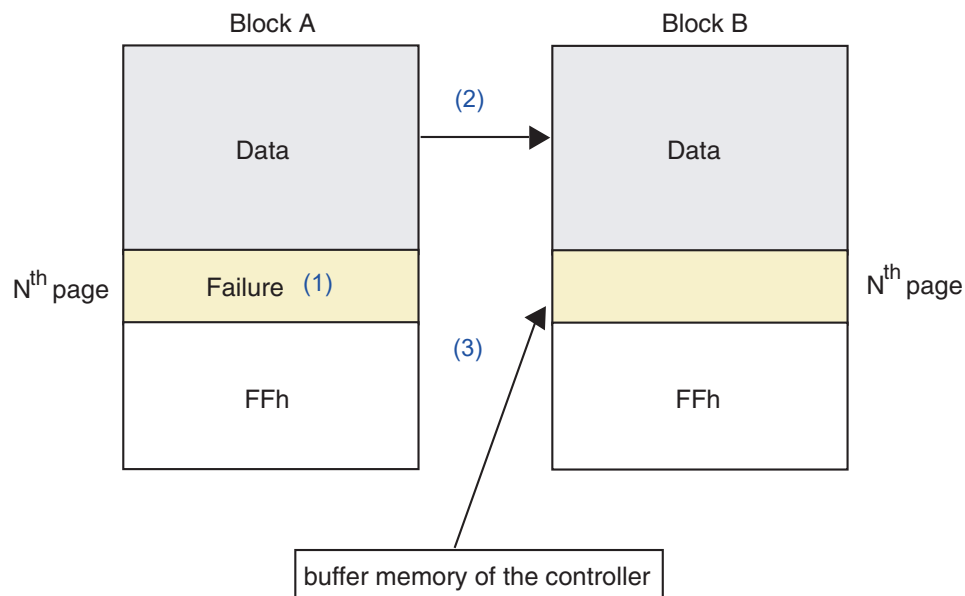 Block A
Block B
(2)
Data
Data
Nth page
Failure (1)
Nth page
(3)
FFh
FFh
buffer memory of the controller